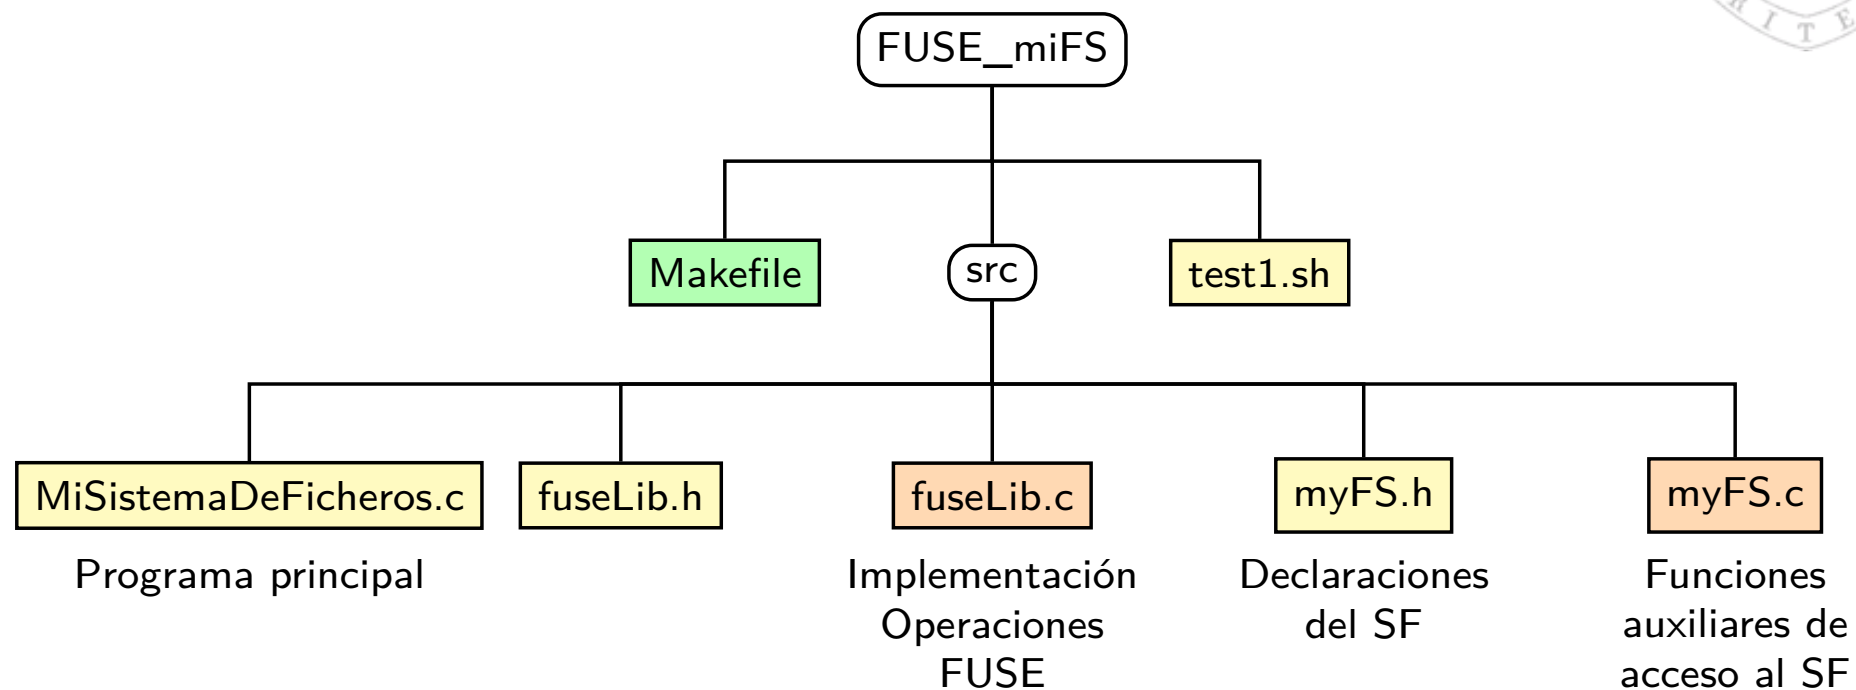 FUSE_miFS
Makefile
src
test1.sh
MiSistemaDeFicheros.c
fuseLib.h
fuseLib.c
myFS.h
myFS.c
Programa principal
Implementación
Operaciones
FUSE
Declaraciones
del SF
Funciones
auxiliares de
acceso al SF